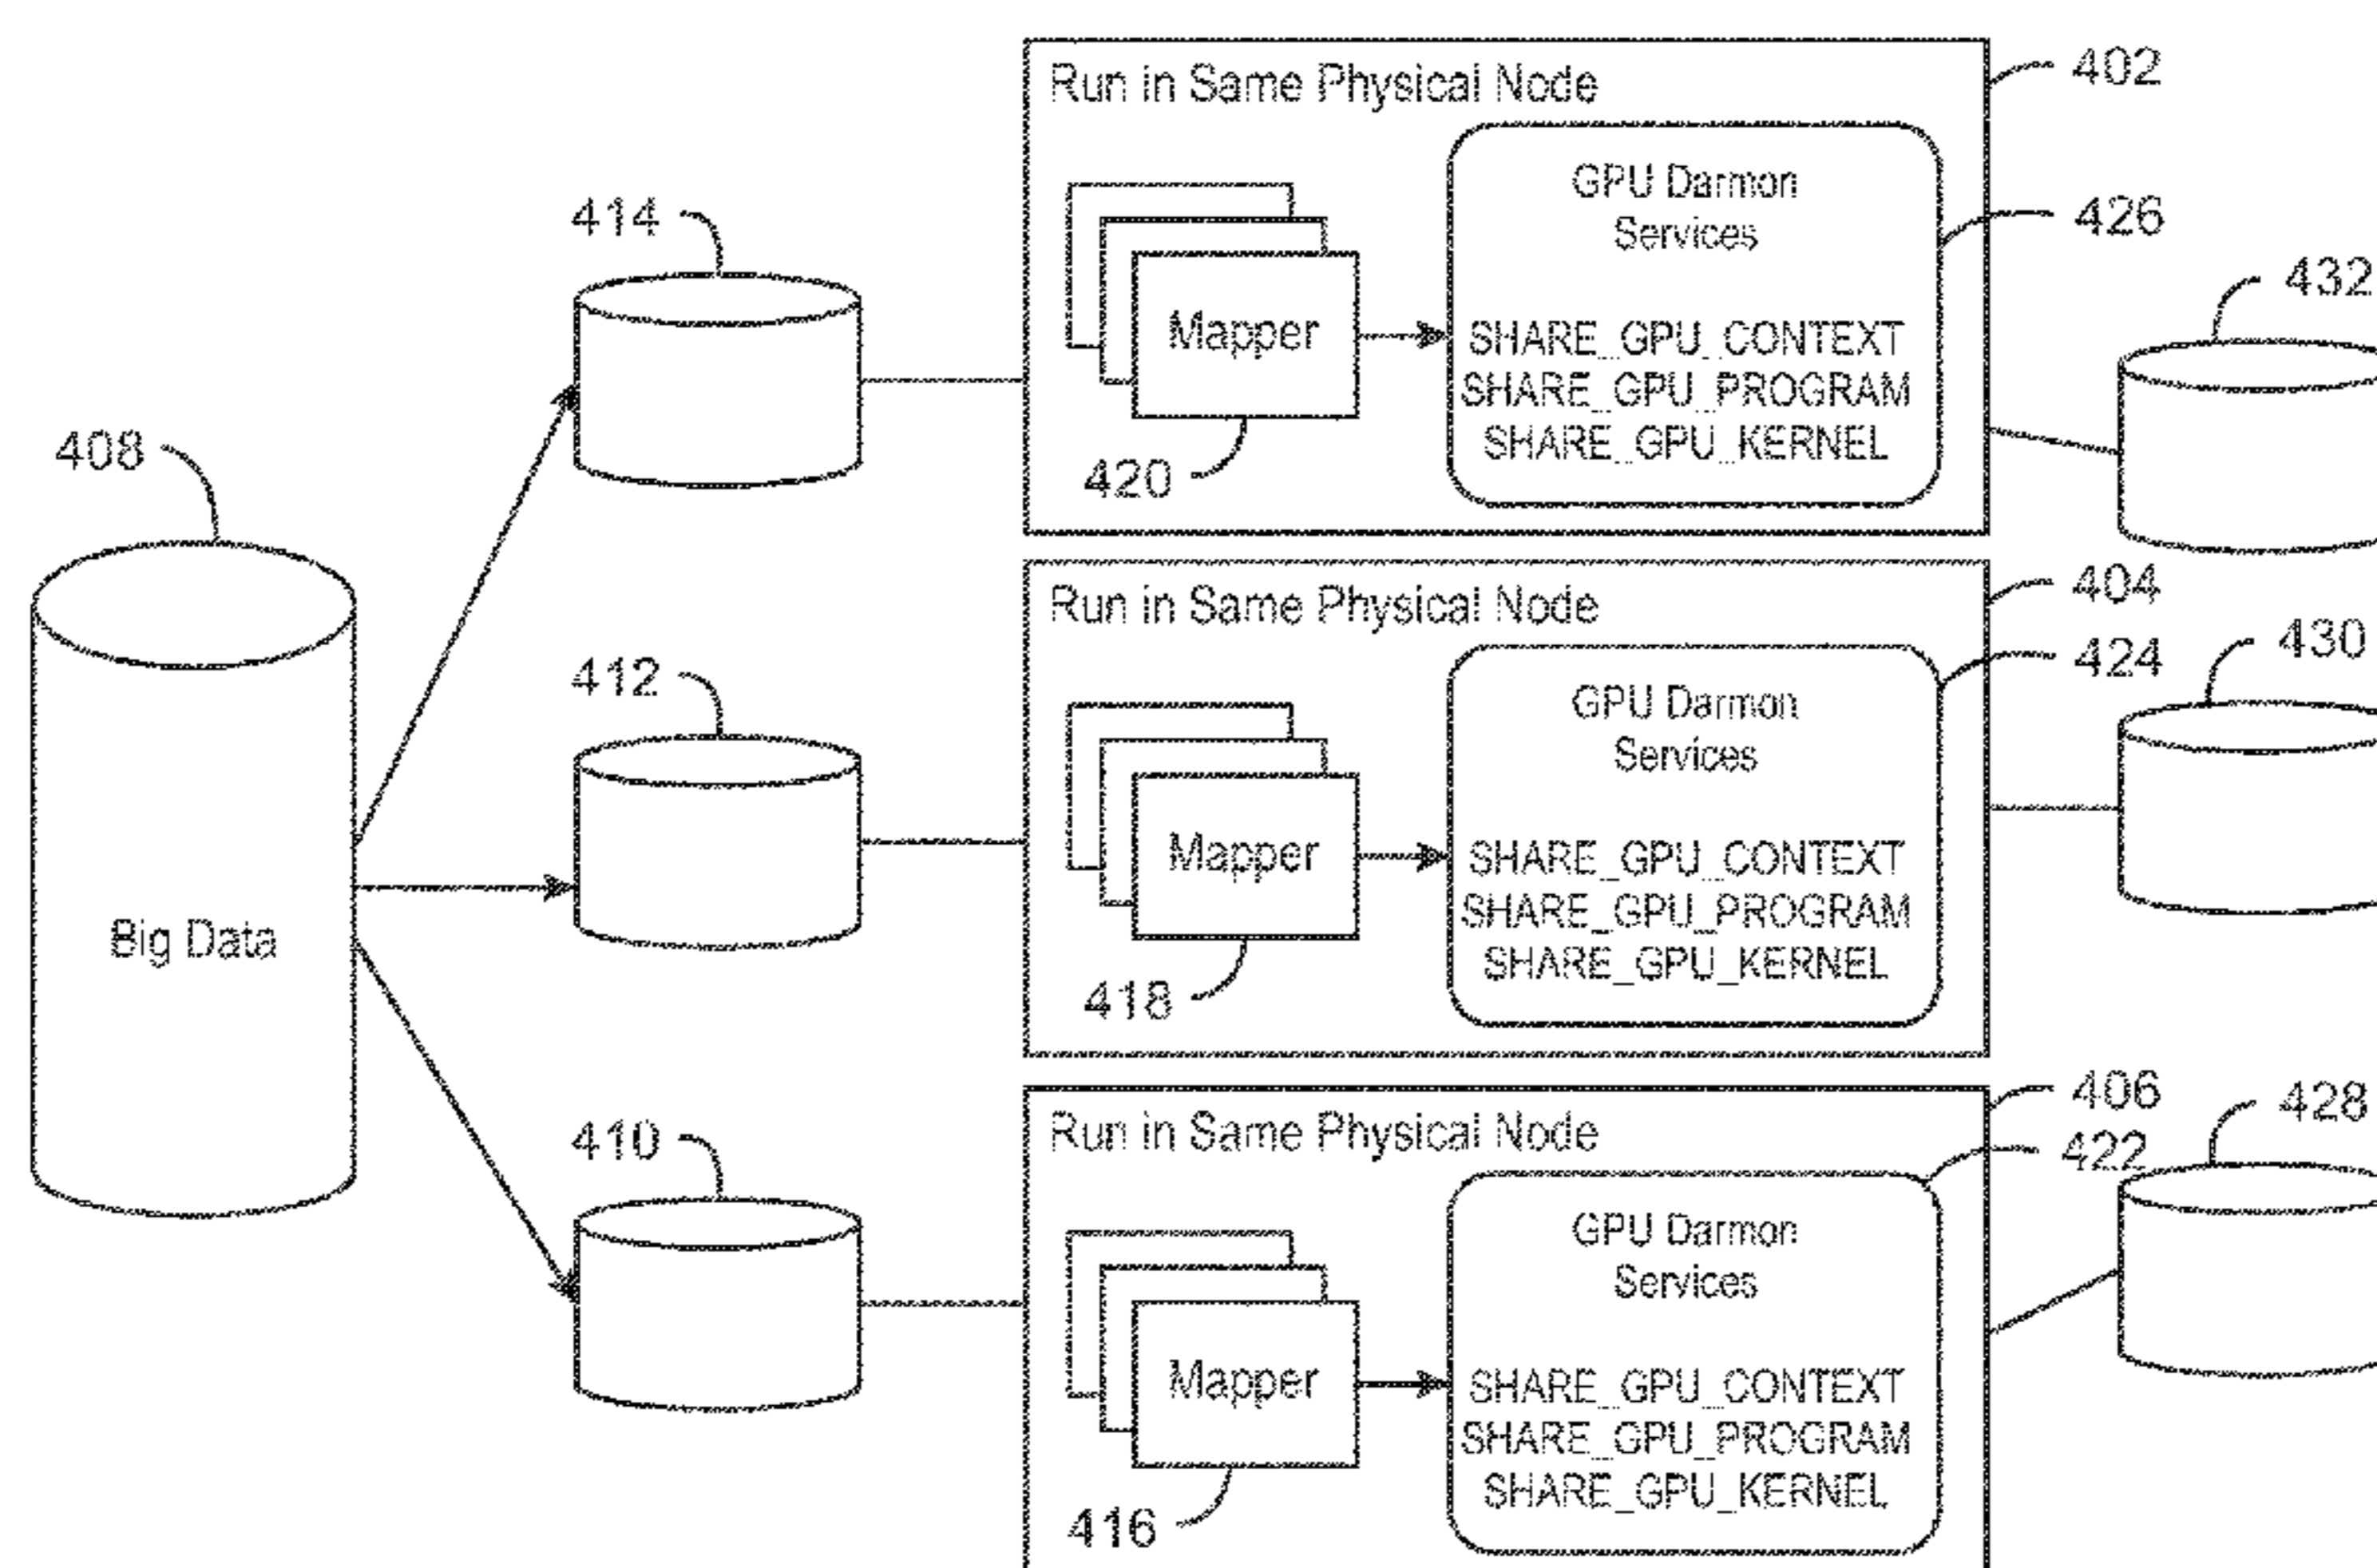 Run in Same Physical Node
402
GPU Darmon
Services
426
414
432
Mapper
SHARE_GPU_CONTEXT
SHARE_GPU_PROGRAM
SHARE_GPU_KERNEL
408
420
Run in Same Physical Node
404
430
424
412
GPU Darmon
Services
Mapper
SHARE_GPU_CONTEXT
SHARE_GPU_PROGRAM
SHARE_GPU_KERNEL
Big Data
418
Run in Same Physical Node
406
428
422
410
GPU Darmon
Services
Mapper
SHARE_GPU_CONTEXT
SHARE_GPU_PROGRAM
SHARE_GPU_KERNEL
416